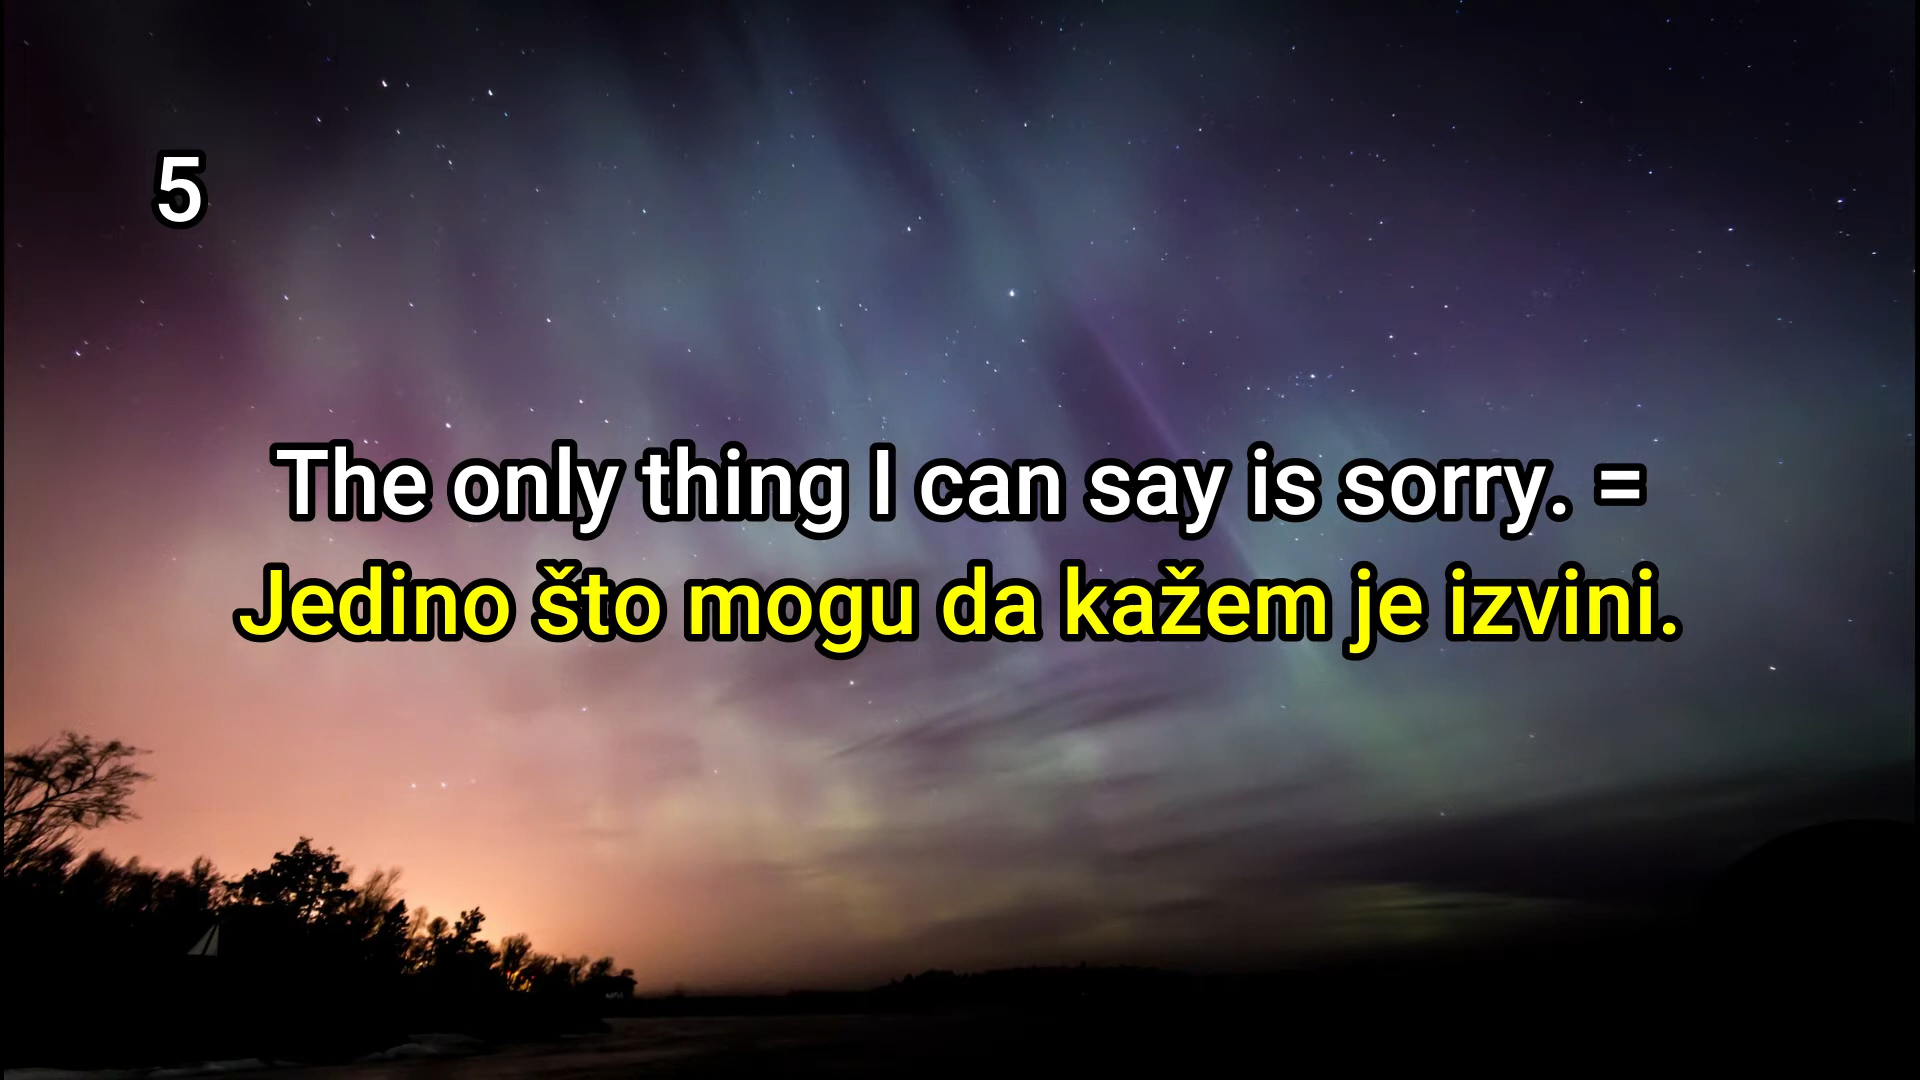 5
The only thing I can say is sorry. =
Jedino što mogu da kažem je izvini.